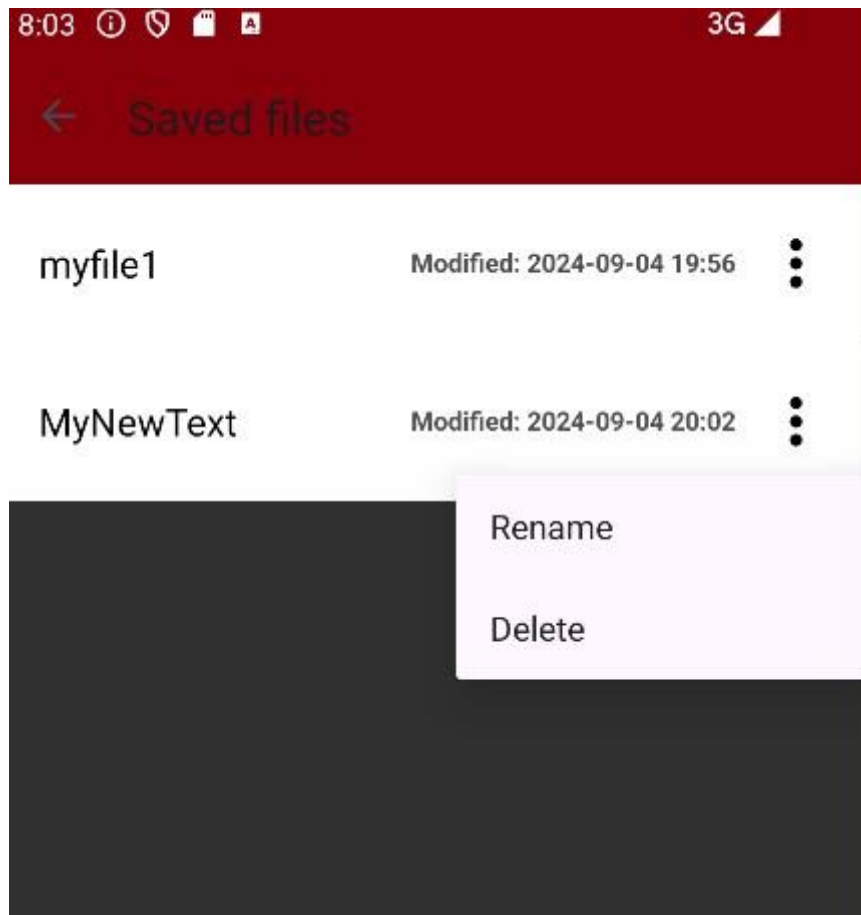 8:03 3G
Saved files
myfile1 Modified: 2024-09-04 19:56
MyNewText Modified: 2024-09-04 20:02
Rename
Delete